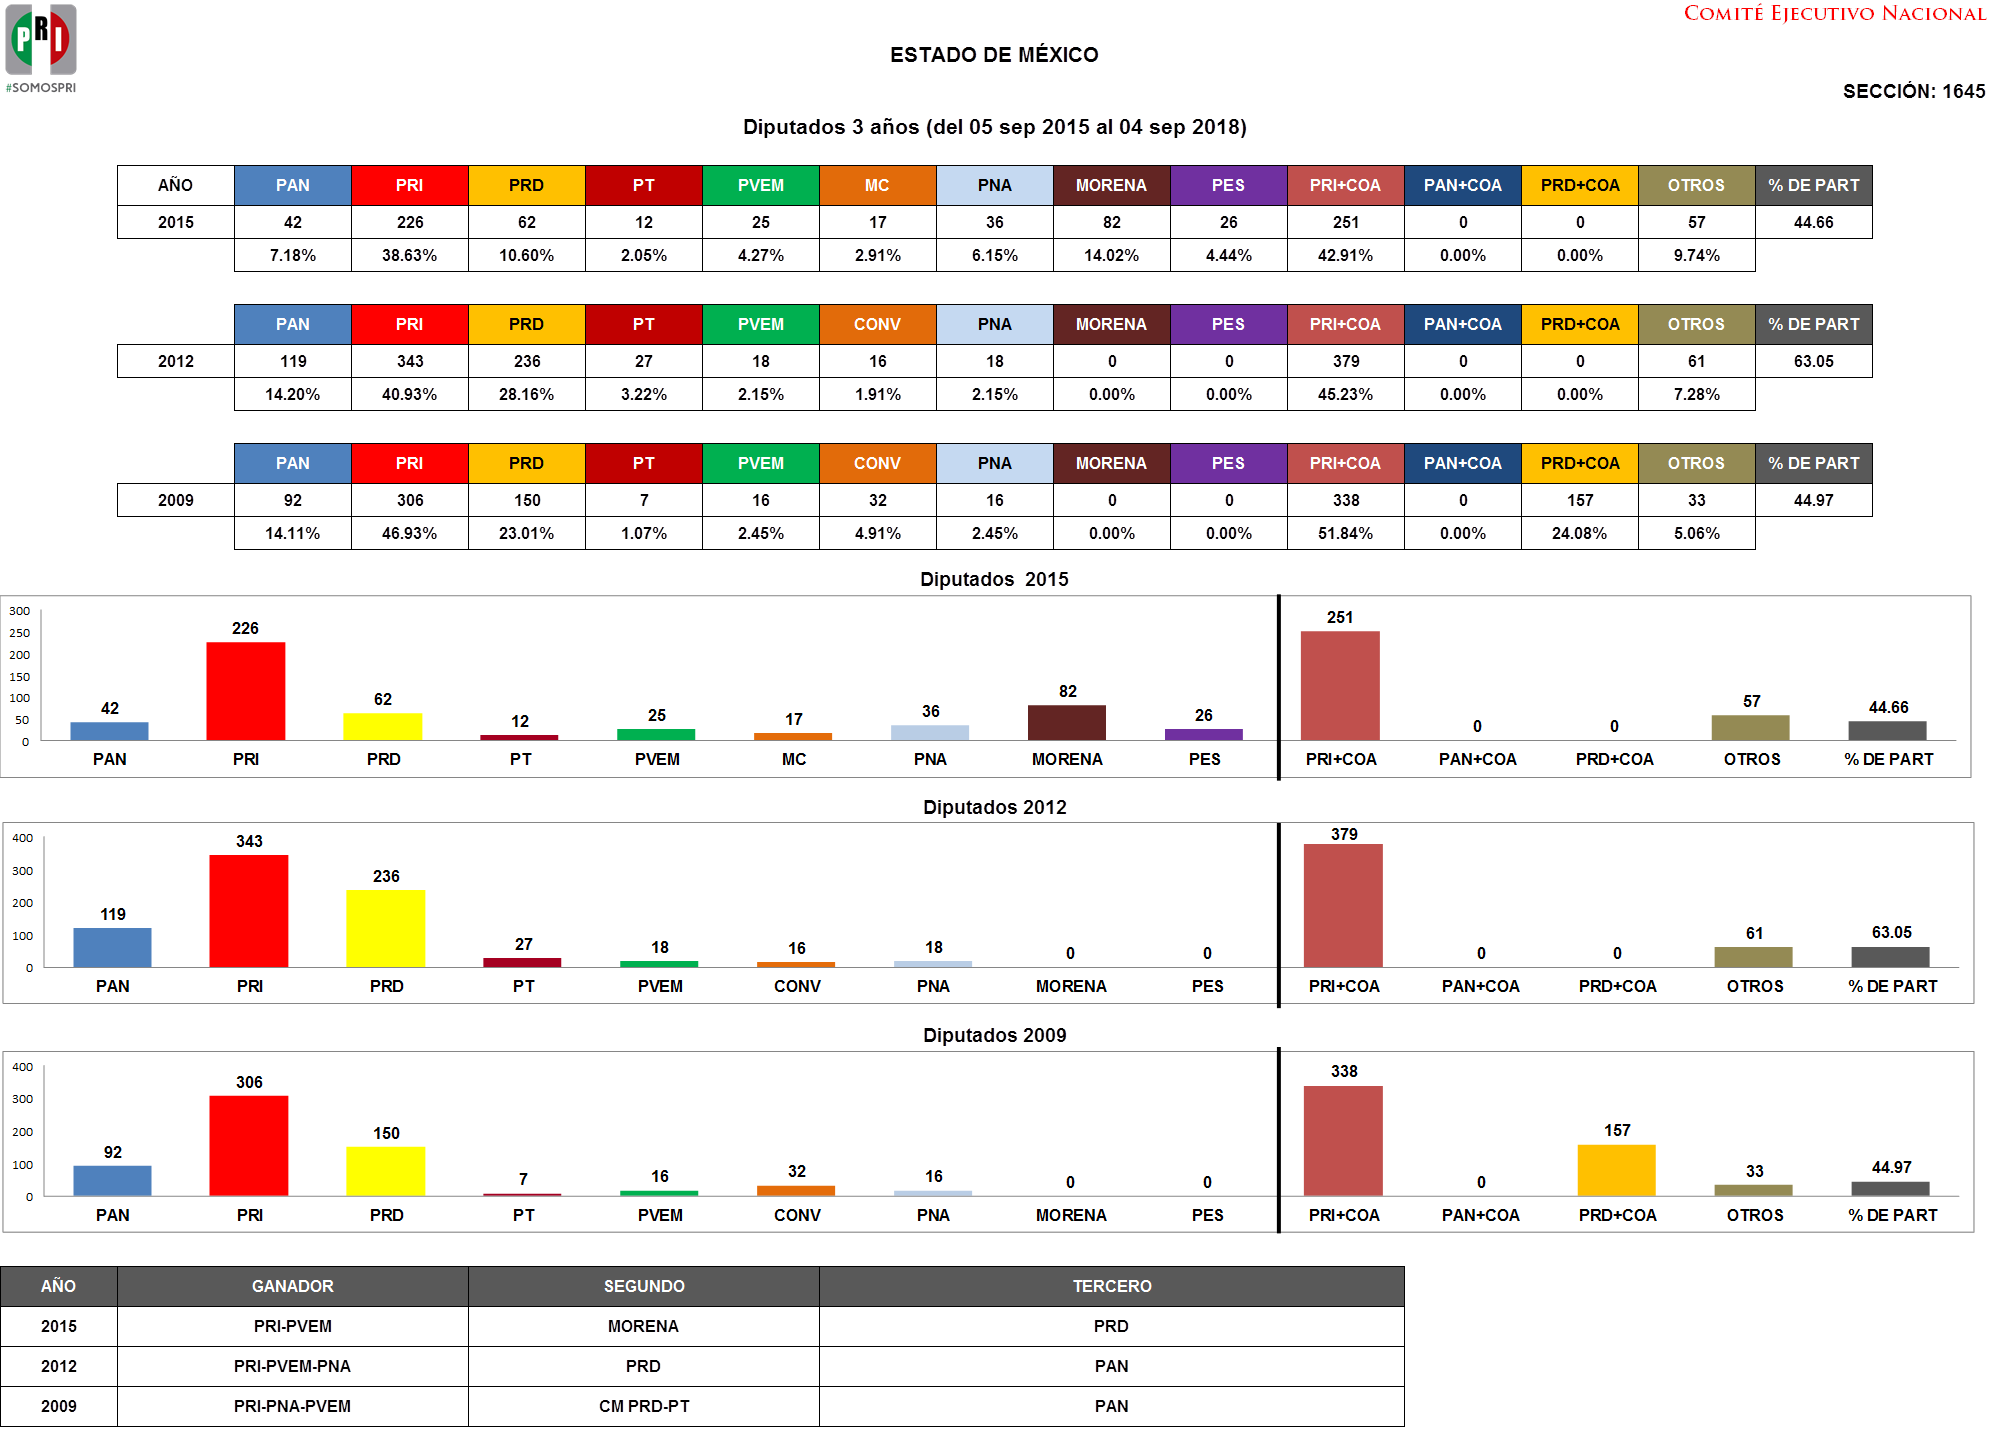 PRI
#SOMOSPRI
COMITÉ EJECUTIVO NACIONAL
ESTADO DE MÉXICO
SECCIÓN: 1645
Diputados 3 años (del 05 sep 2015 al 04 sep 2018)
AÑO PAN PRI PRD PT PVEM MC PNA MORENA PES PRI+COA PAN+COA PRD+COA OTROS % DE PART
2015 42 226 62 12 25 17 36 82 26 251 0 0 57 44.66
7.18% 38.63% 10.60% 2.05% 4.27% 2.91% 6.15% 14.02% 4.44% 42.91% 0.00% 0.00% 9.74%
PAN PRI PRD PT PVEM CONV PNA MORENA PES PRI+COA PAN+COA PRD+COA OTROS % DE PART
2012 119 343 236 27 18 16 18 0 0 379 0 0 61 63.05
14.20% 40.93% 28.16% 3.22% 2.15% 1.91% 2.15% 0.00% 0.00% 45.23% 0.00% 0.00% 7.28%
PAN PRI PRD PT PVEM CONV PNA MORENA PES PRI+COA PAN+COA PRD+COA OTROS % DE PART
2009 92 306 150 7 16 32 16 0 0 338 0 157 33 44.97
14.11% 46.93% 23.01% 1.07% 2.45% 4.91% 2.45% 0.00% 0.00% 51.84% 0.00% 24.08% 5.06%
Diputados 2015
300
250
200
150
100
50
0
42 226 62 12 25 17 36 82 26 251 0 0 57 44.66
PAN PRI PRD PT PVEM MC PNA MORENA PES PRI+COA PAN+COA PRD+COA OTROS % DE PART
Diputados 2012
400
300
200
100
0
119 343 236 27 18 16 18 0 0 379 0 0 61 63.05
PAN PRI PRD PT PVEM CONV PNA MORENA PES PRI+COA PAN+COA PRD+COA OTROS % DE PART
Diputados 2009
400
300
200
100
0
92 306 150 7 16 32 16 0 0 338 0 157 33 44.97
PAN PRI PRD PT PVEM CONV PNA MORENA PES PRI+COA PAN+COA PRD+COA OTROS % DE PART
AÑO GANADOR SEGUNDO TERCERO
2015 PRI-PVEM MORENA PRD
2012 PRI-PVEM-PNA PRD PAN
2009 PRI-PNA-PVEM CM PRD-PT PAN